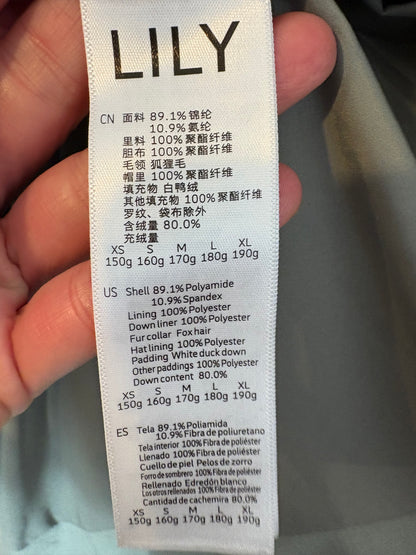 LILY
CN 面料 89.1% 锦纶
10.9% 氨纶
里料 100% 聚酯纤维
胆布 100% 聚酯纤维
毛领 狐狸毛
帽里 100% 聚酯纤维
填充物 白鸭绒
其他填充物 100% 聚酯纤维
罗纹、袋布除外
含绒量 80.0%
充绒量
XS S M L XL
150g 160g 170g 180g 190g
US Shell 89.1% Polyamide
10.9% Spandex
Lining 100% Polyester
Down liner 100% Polyester
Fur collar Fox hair
Hat lining 100% Polyester
Padding White duck down
Other paddings 100% Polyester
Down content 80.0%
XS S M L XL
150g 160g 170g 180g 190g
ES Tela 89.1% Poliamida
10.9% Fibra de poliuretano
Tela interior 100% Fibra de poliéster
Llenado 100% Fibra de poliéster
Cuello de piel Pelos de zorro
Forro de sombrero 100% Fibra de poliéster
Rellenado Edredón blanco
Los otros rellenados 100% Fibra de poliéster
Cantidad de cachemira 80.0%
XS S M L XL
150g 160g 170g 180g 190g